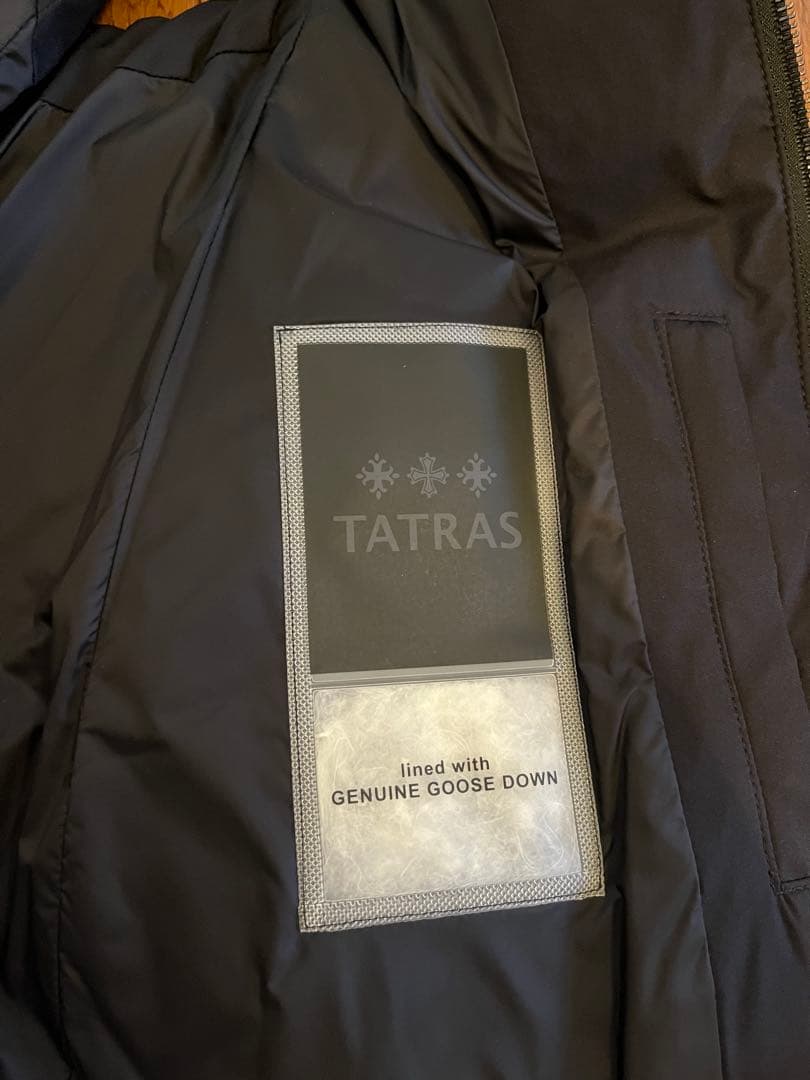 TATRAS
lined with
GENUINE GOOSE DOWN